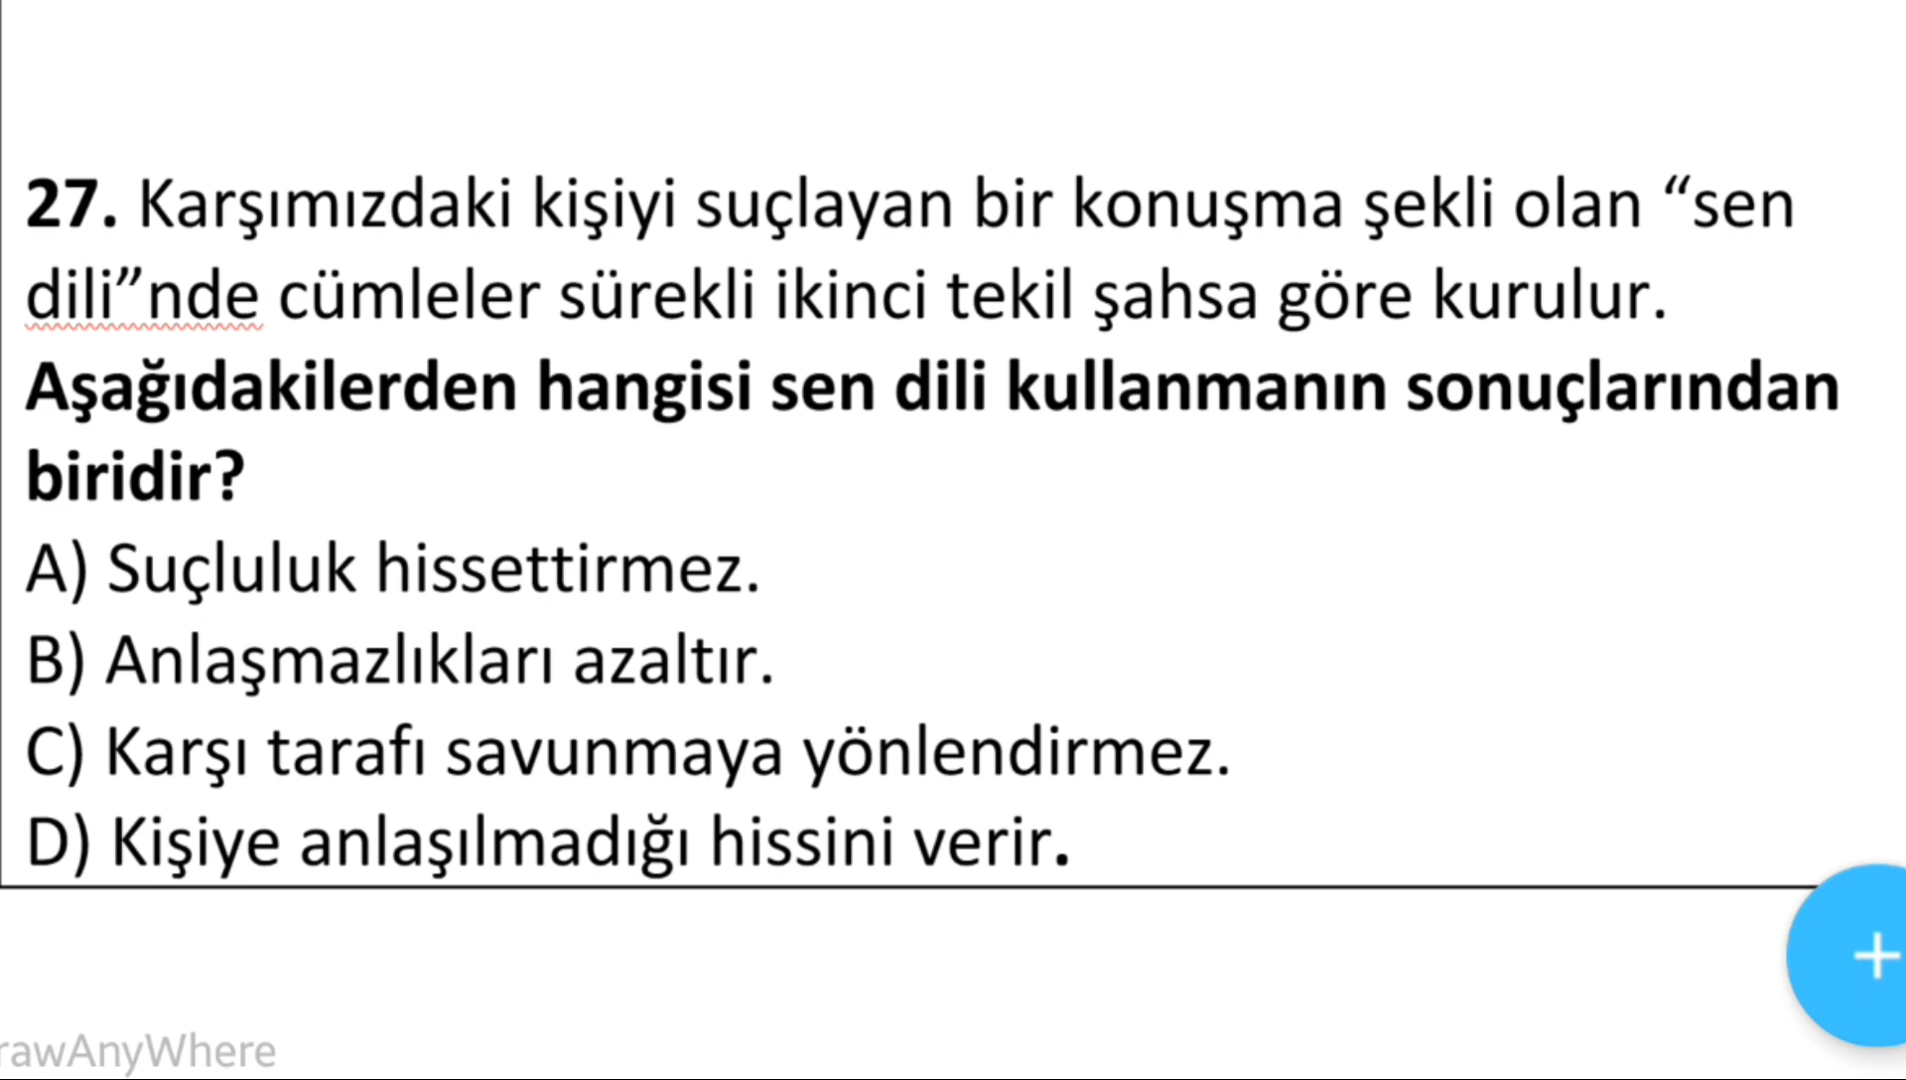 27. Karşımızdaki kişiyi suçlayan bir konuşma şekli olan “sen
dili”nde cümleler sürekli ikinci tekil şahsa göre kurulur.
Aşağıdakilerden hangisi sen dili kullanmanın sonuçlarından
biridir?
A) Suçluluk hissettirmez.
B) Anlaşmazlıkları azaltır.
C) Karşı tarafı savunmaya yönlendirmez.
D) Kişiye anlaşılmadığı hissini verir.
+
rawAnyWhere